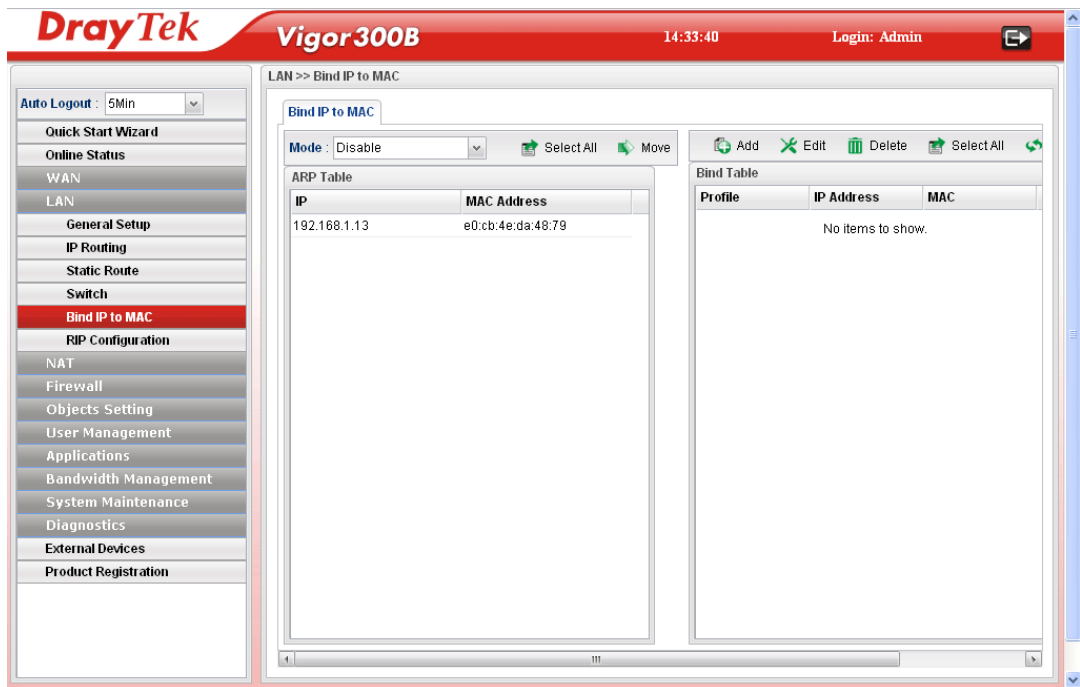 DrayTek
Vigor300B
14:33:40
Login: Admin
Auto Logout : 5Min
Quick Start Wizard
Online Status
WAN
LAN
General Setup
IP Routing
Static Route
Switch
Bind IP to MAC
RIP Configuration
NAT
Firewall
Objects Setting
User Management
Applications
Bandwidth Management
System Maintenance
Diagnostics
External Devices
Product Registration
LAN >> Bind IP to MAC
Bind IP to MAC
Mode : Disable Select All Move
ARP Table
IP MAC Address
192.168.1.13 e0:cb:4e:da:48:79
Add Edit Delete Select All
Bind Table
Profile IP Address MAC
No items to show.